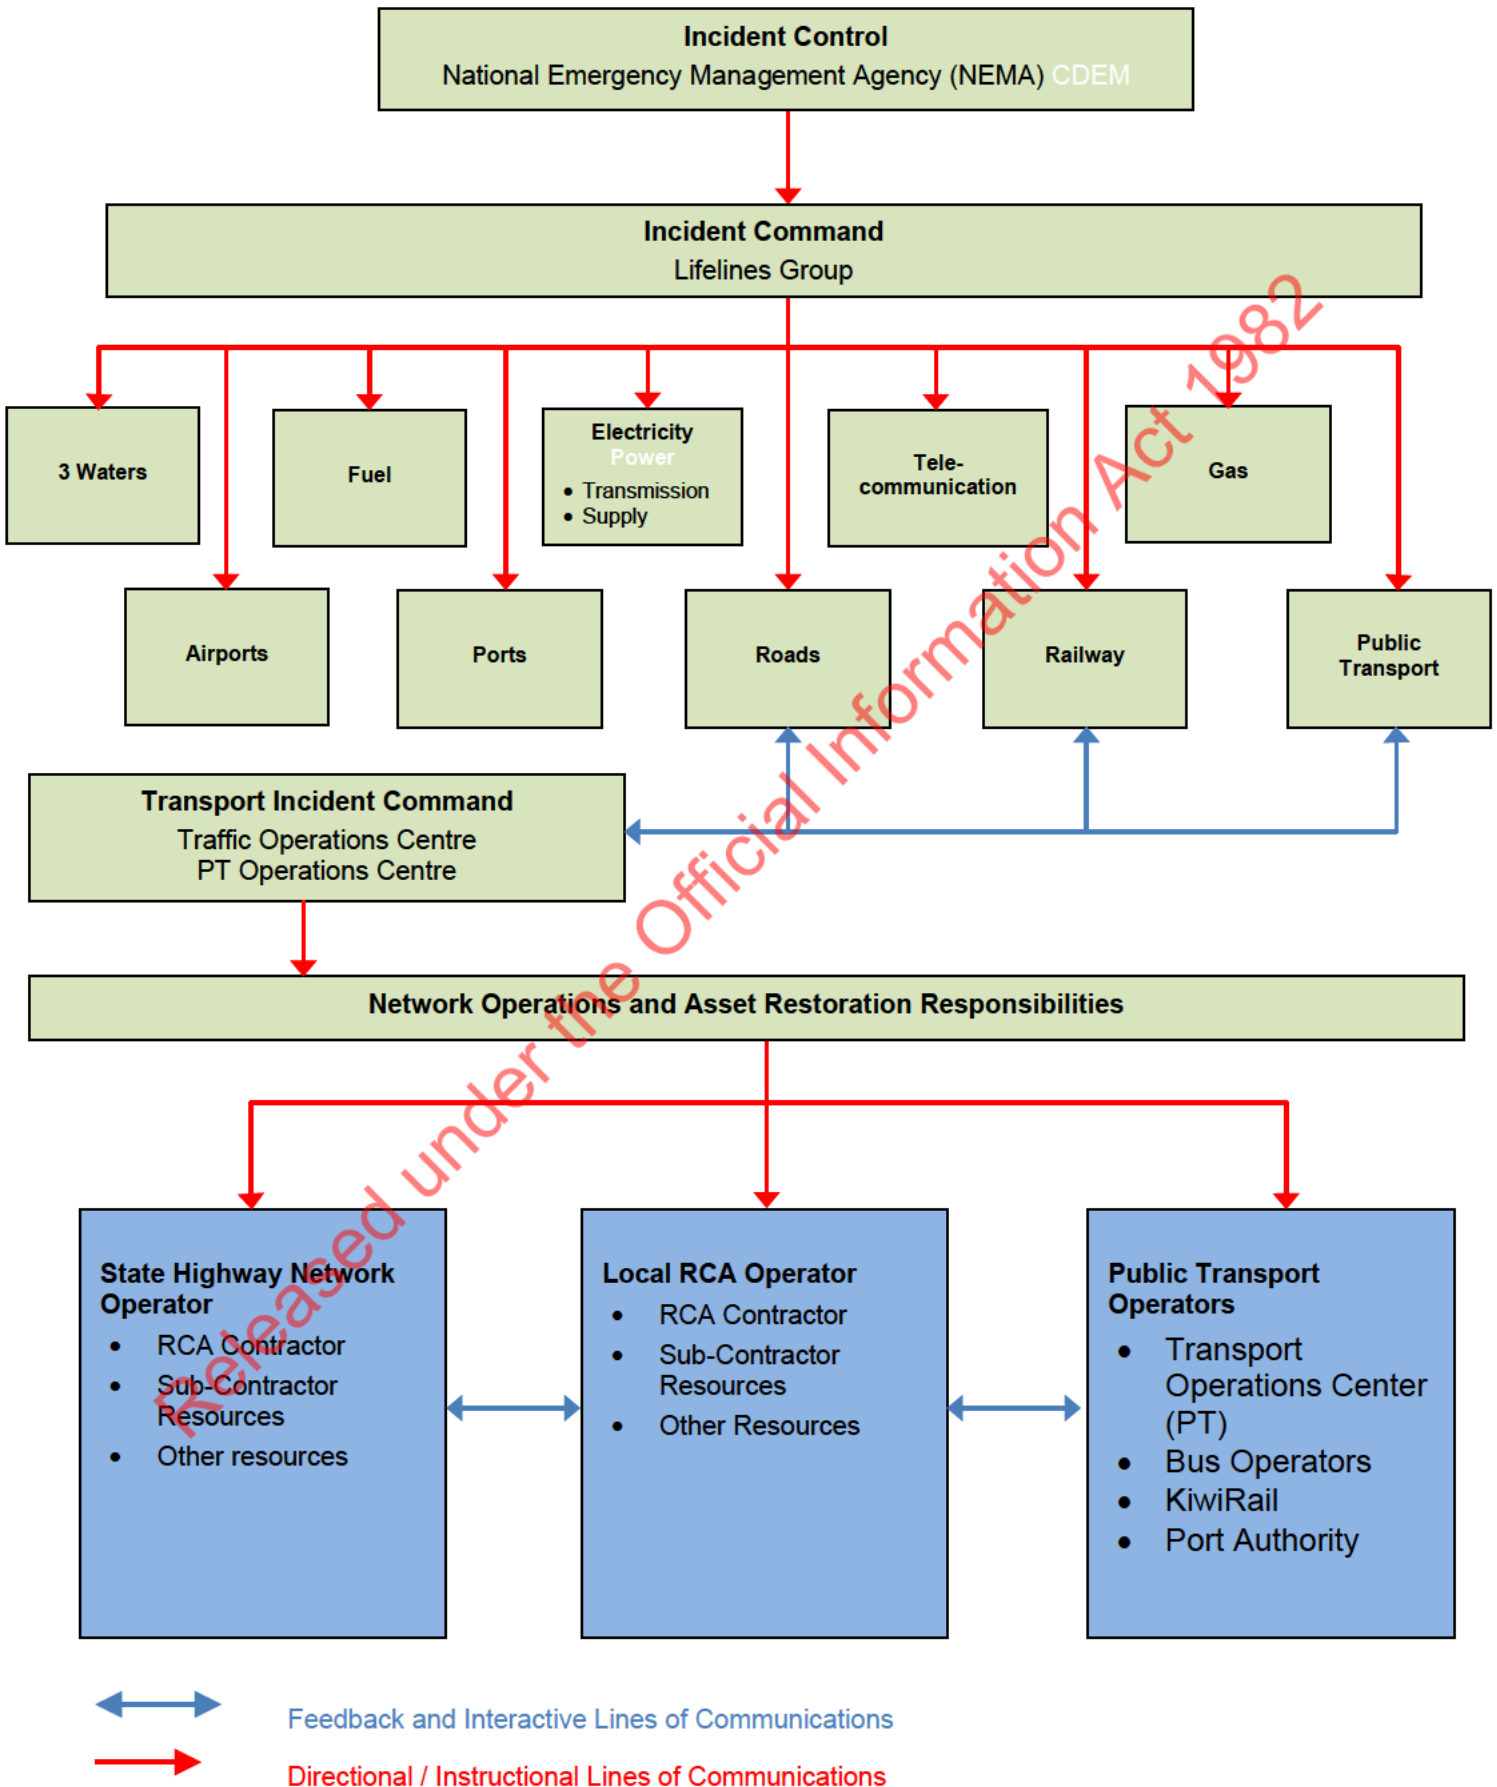 Incident Control
National Emergency Management Agency (NEMA) CDEM
Incident Command
Lifelines Group
3 Waters
Fuel
Electricity
Power
• Transmission
• Supply
Tele-
communication
Gas
Airports
Ports
Roads
Railway
Public
Transport
Transport Incident Command
Traffic Operations Centre
PT Operations Centre
Network Operations and Asset Restoration Responsibilities
State Highway Network
Operator
• RCA Contractor
• Sub-Contractor
Resources
• Other resources
Local RCA Operator
• RCA Contractor
• Sub-Contractor
Resources
• Other Resources
Public Transport
Operators
• Transport
Operations Center
(PT)
• Bus Operators
• KiwiRail
• Port Authority
Feedback and Interactive Lines of Communications
Directional / Instructional Lines of Communications
Released under the Official Information Act 1982